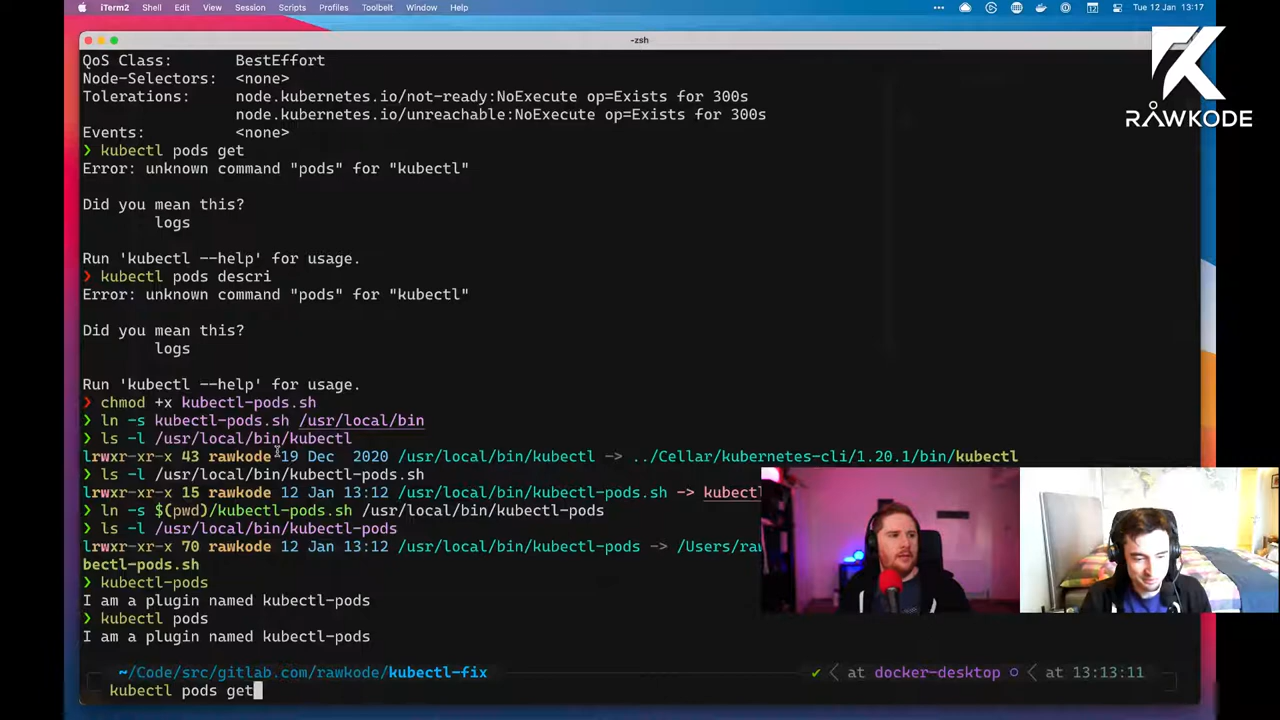 iTerm2 Shell Edit View Session Scripts Profiles Toolbelt Window Help Tue 12 Jan 13:17
-zsh
RAWKODE
QoS Class: BestEffort
Node-Selectors: <none>
Tolerations: node.kubernetes.io/not-ready:NoExecute op=Exists for 300s
node.kubernetes.io/unreachable:NoExecute op=Exists for 300s
Events: <none>
❯ kubectl pods get
Error: unknown command "pods" for "kubectl"
Did you mean this?
logs
Run 'kubectl --help' for usage.
❯ kubectl pods descri
Error: unknown command "pods" for "kubectl"
Did you mean this?
logs
Run 'kubectl --help' for usage.
❯ chmod +x kubectl-pods.sh
❯ ln -s kubectl-pods.sh /usr/local/bin
❯ ls -l /usr/local/bin/kubectl
lrwxr-xr-x 43 rawkode 19 Dec 2020 /usr/local/bin/kubectl -> ../Cellar/kubernetes-cli/1.20.1/bin/kubectl
❯ ls -l /usr/local/bin/kubectl-pods.sh
lrwxr-xr-x 15 rawkode 12 Jan 13:12 /usr/local/bin/kubectl-pods.sh -> kubectl
❯ ln -s $(pwd)/kubectl-pods.sh /usr/local/bin/kubectl-pods
❯ ls -l /usr/local/bin/kubectl-pods
lrwxr-xr-x 70 rawkode 12 Jan 13:12 /usr/local/bin/kubectl-pods -> /Users/raw
bectl-pods.sh
❯ kubectl-pods
I am a plugin named kubectl-pods
❯ kubectl pods
I am a plugin named kubectl-pods
~/Code/src/gitlab.com/rawkode/kubectl-fix ✔ at docker-desktop at 13:13:11
kubectl pods get